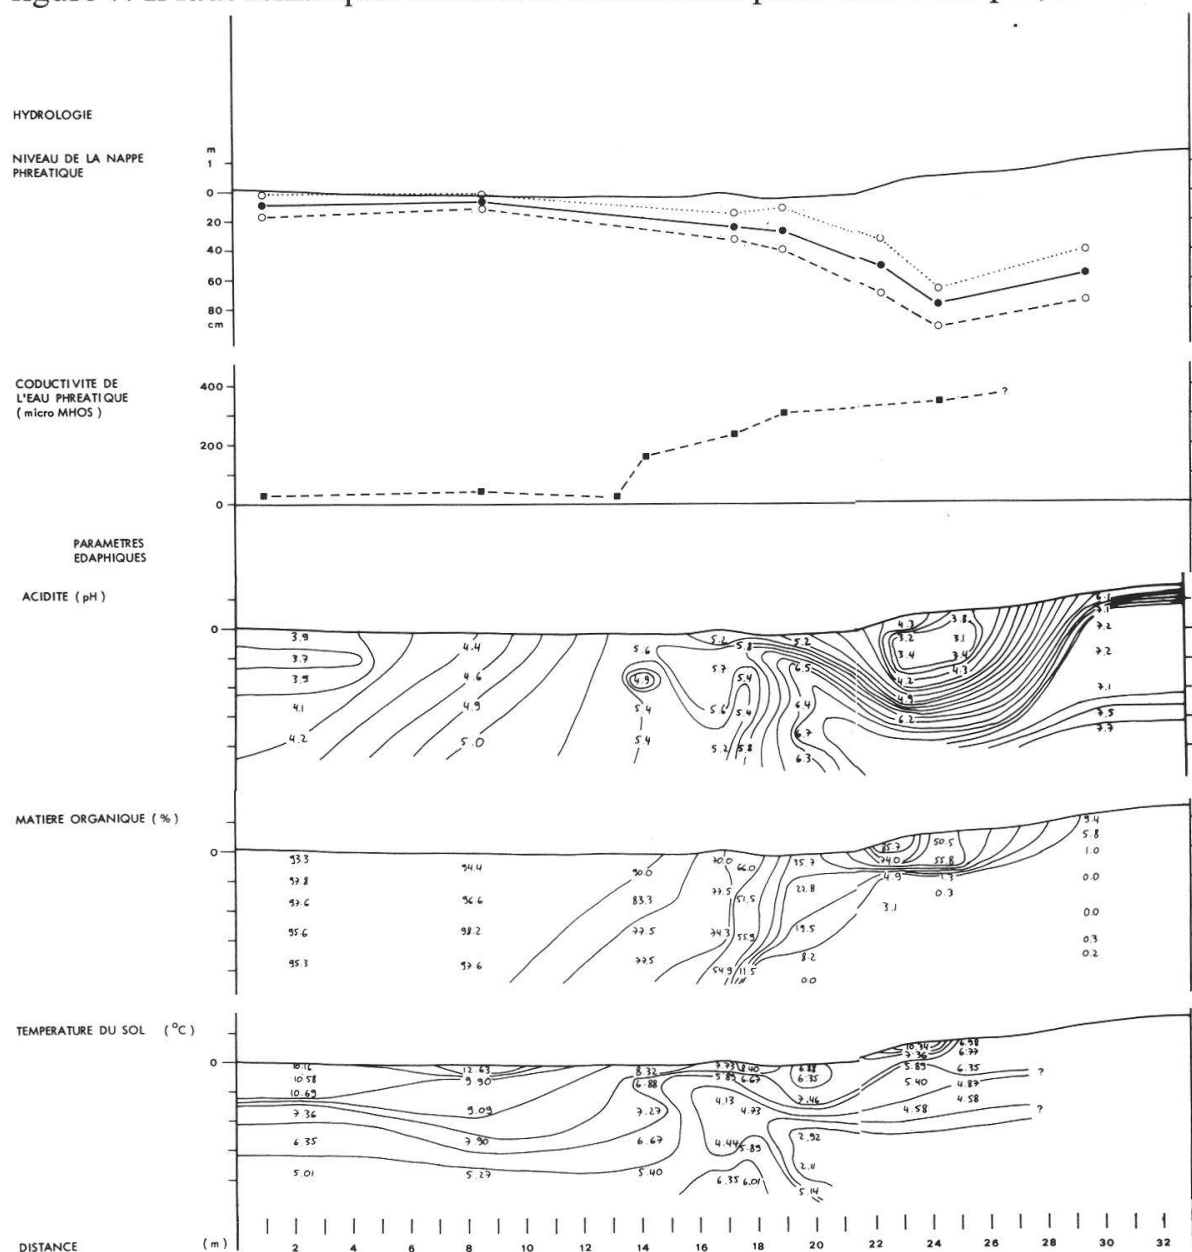 HYDROLOGIE
NIVEAU DE LA NAPPE
PHREATIQUE
m
1
0
20
40
60
80
cm
CODUCTIVITE DE
L'EAU PHREATIQUE
(micro MHOS)
400
200
0
?
PARAMETRES
EDAPHIQUES
ACIDITE (pH)
0
3.9 4.4 5.6 5.2 5.8 5.2 4.3 3.8 6.1
3.7 4.6 4.9 5.7 5.4 6.5 3.2 3.1 7.1
3.4 7.2
4.1 4.9 5.4 5.6 5.4 6.4 4.2 4.3 7.2
4.2 5.0 5.4 5.2 5.8 6.7 4.9 7.1
6.3 6.2 7.5
7.7
MATIERE ORGANIQUE (%)
0
93.3 94.4 90.0 70.0 66.0 35.7 74.0 50.5 9.4
97.8 77.5 22.8 4.9 55.8 5.8
97.6 96.6 83.3 51.5 3.1 0.3 1.0
95.6 98.2 77.5 74.3 55.9 19.5 0.0
95.3 97.6 77.5 54.9 11.5 8.2 0.0
0.0 0.3
0.2
TEMPERATURE DU SOL (°C)
0
10.16 12.63 8.32 7.73 8.40 6.88 10.74 6.98
10.58 9.90 6.88 5.89 6.67 6.35 7.36 6.77
10.69 9.09 7.27 4.13 4.73 7.46 5.89 6.35 ?
7.36 5.40 4.87
6.35 7.90 6.67 4.44 5.89 2.92 4.58 4.58 ?
5.01 5.27 5.40 6.35 6.01 2.11
5.14
DISTANCE (m) 2 4 6 8 10 12 14 16 18 20 22 24 26 28 30 32